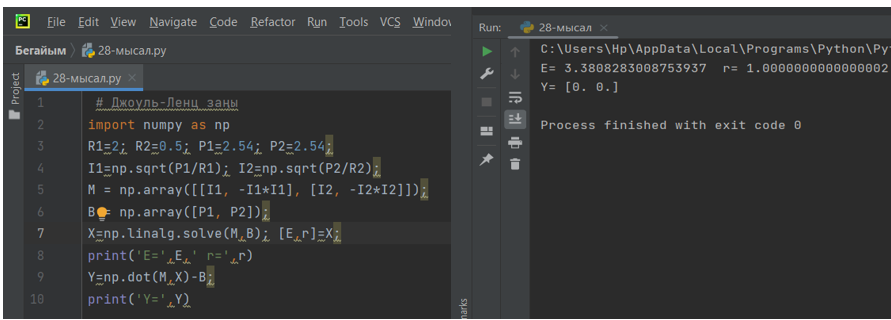 PC File Edit View Navigate Code Refactor Run Tools VCS Window
Бегайым 28-мысал.py
Project
28-мысал.py
1 # Джоуль-Ленц заңы
2 import numpy as np
3 R1=2; R2=0.5; P1=2.54; P2=2.54;
4 I1=np.sqrt(P1/R1); I2=np.sqrt(P2/R2);
5 M = np.array([[I1, -I1*I1], [I2, -I2*I2]]);
6 B = np.array([P1, P2]);
7 X=np.linalg.solve(M,B); [E,r]=X;
8 print('E=',E,' r=',r)
9 Y=np.dot(M,X)-B;
10 print('Y=',Y)
Run: 28-мысал
C:\Users\Hp\AppData\Local\Programs\Python\Py
E= 3.3808283008753937  r= 1.0000000000000002
Y= [0. 0.]
Process finished with exit code 0